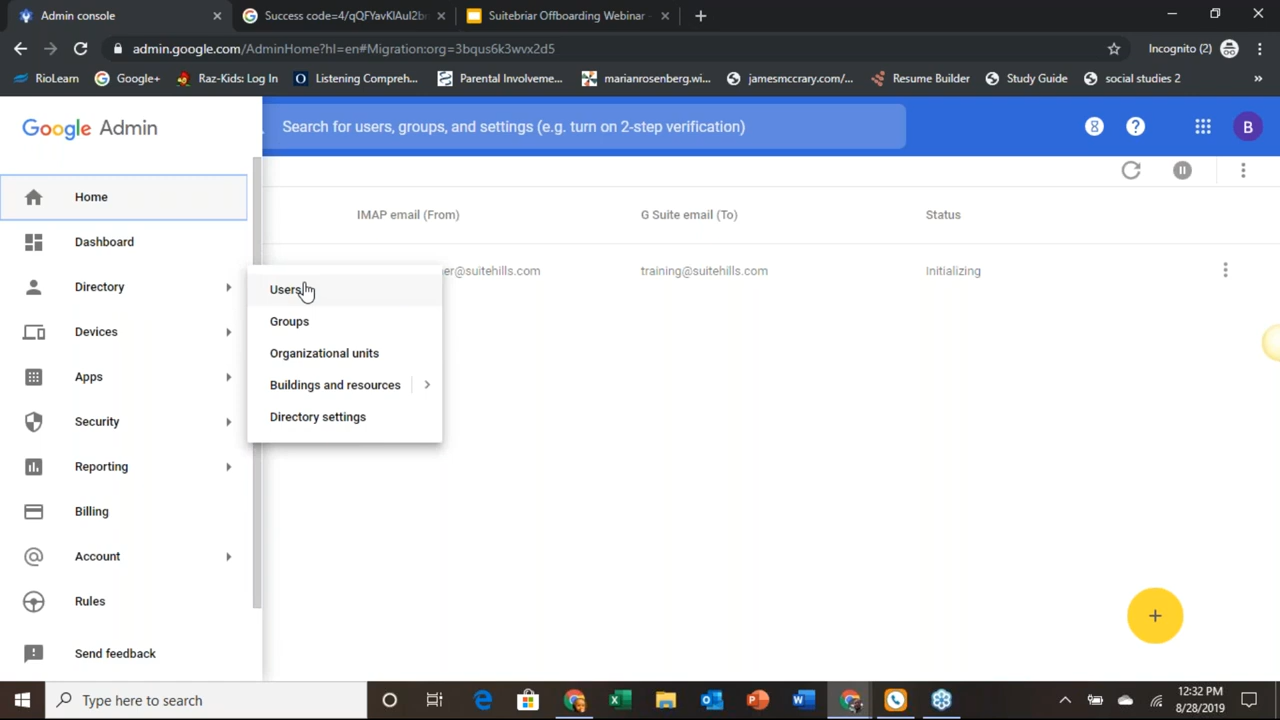 Admin console
Success code=4/qQFYavKlAul2br
Suitebriar Offboarding Webinar -
admin.google.com/AdminHome?hl=en#Migration:org=3bqus6k3wvx2d5
Incognito (2)
RioLearn
Google+
Raz-Kids: Log In
Listening Compreh...
Parental Involveme...
marianrosenberg.wi...
jamesmccrary.com/...
Resume Builder
Study Guide
social studies 2
»
Google Admin
Search for users, groups, and settings (e.g. turn on 2-step verification)
B
Home
IMAP email (From)
G Suite email (To)
Status
Dashboard
er@suitehills.com
training@suitehills.com
Initializing
Directory
Users
Groups
Organizational units
Buildings and resources
Directory settings
Devices
Apps
Security
Reporting
Billing
Account
Rules
Send feedback
Type here to search
12:32 PM
8/28/2019